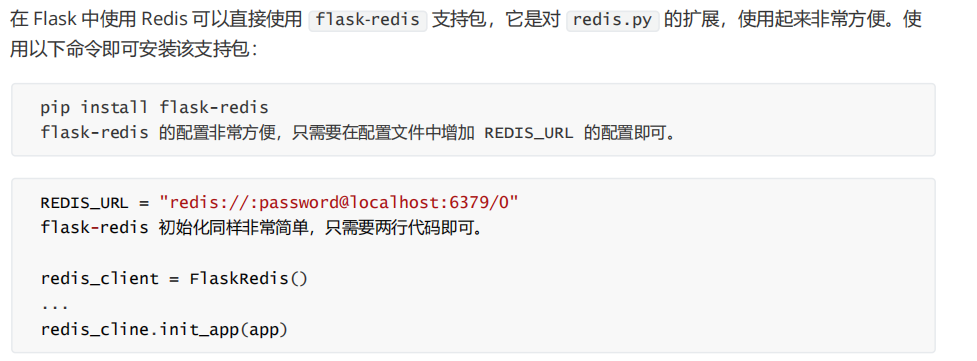 在 Flask 中使用 Redis 可以直接使用 flask-redis 支持包，它是对 redis.py 的扩展，使用起来非常方便。使
用以下命令即可安装该支持包：
pip install flask-redis
flask-redis 的配置非常方便，只需要在配置文件中增加 REDIS_URL 的配置即可。
REDIS_URL = "redis://:password@localhost:6379/0"
flask-redis 初始化同样非常简单，只需要两行代码即可。
redis_client = FlaskRedis()
...
redis_cline.init_app(app)